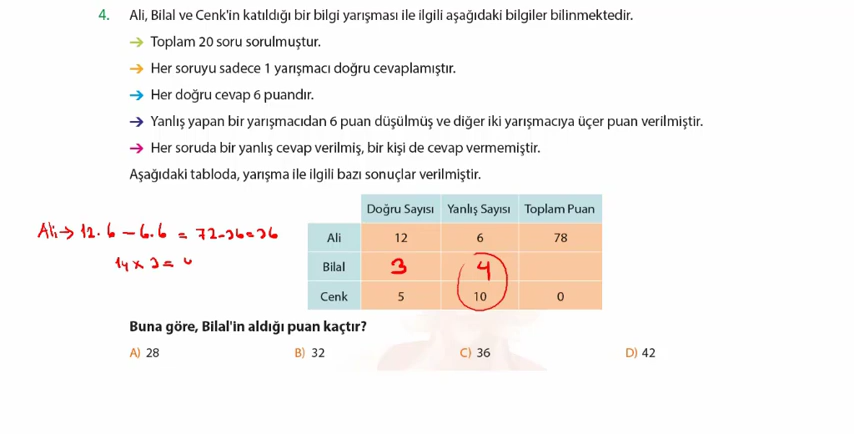 4. Ali, Bilal ve Cenk'in katıldığı bir bilgi yarışması ile ilgili aşağıdaki bilgiler bilinmektedir.
→ Toplam 20 soru sorulmuştur.
→ Her soruyu sadece 1 yarışmacı doğru cevaplamıştır.
→ Her doğru cevap 6 puandır.
→ Yanlış yapan bir yarışmacıdan 6 puan düşülmüş ve diğer iki yarışmacıya üçer puan verilmiştir.
→ Her soruda bir yanlış cevap verilmiş, bir kişi de cevap vermemiştir.
Aşağıdaki tabloda, yarışma ile ilgili bazı sonuçlar verilmiştir.
Doğru Sayısı Yanlış Sayısı Toplam Puan
Ali → 12.6 - 6.6 = 72-36=36
Ali 12 6 78
14 x 3 = 4
Bilal 3 4
Cenk 5 10 0
Buna göre, Bilal'in aldığı puan kaçtır?
A) 28 B) 32 C) 36 D) 42